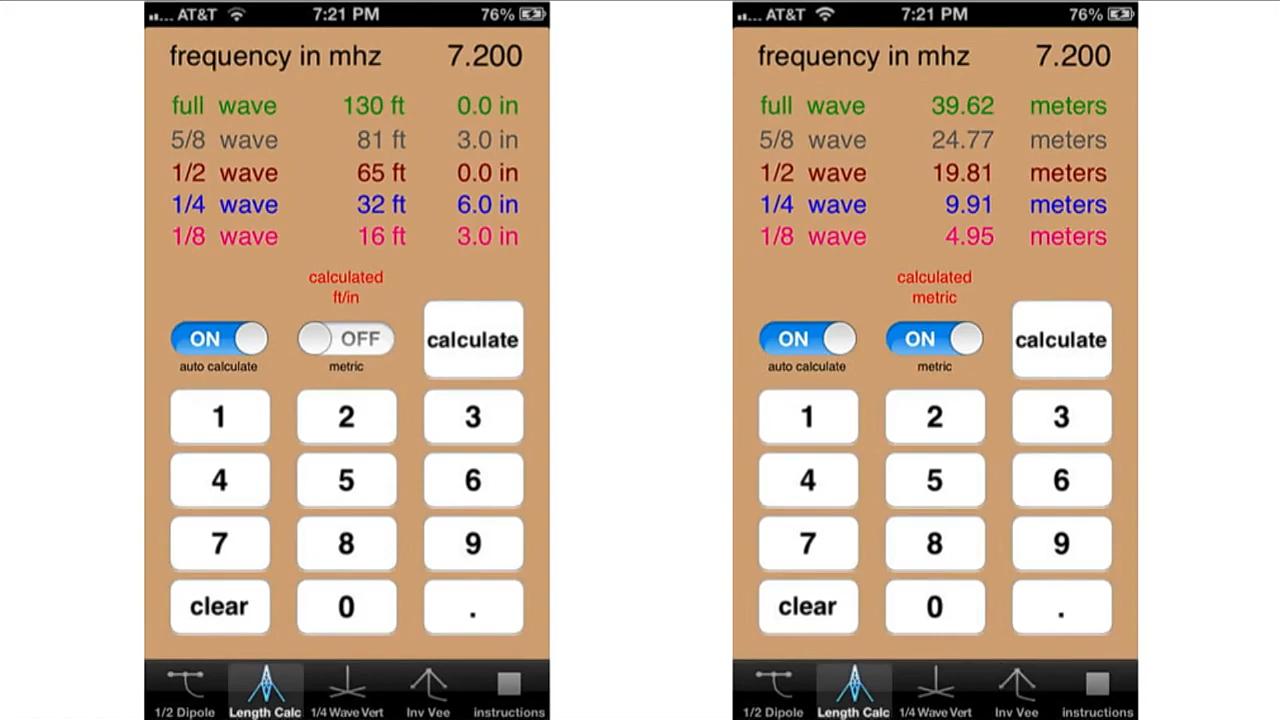 AT&T 7:21 PM 76%
frequency in mhz 7.200
full wave 130 ft 0.0 in
5/8 wave 81 ft 3.0 in
1/2 wave 65 ft 0.0 in
1/4 wave 32 ft 6.0 in
1/8 wave 16 ft 3.0 in
calculated
ft/in
ON OFF calculate
auto calculate metric
1 2 3
4 5 6
7 8 9
clear 0 .
1/2 Dipole Length Calc 1/4 Wave Vert Inv Vee instructions
AT&T 7:21 PM 76%
frequency in mhz 7.200
full wave 39.62 meters
5/8 wave 24.77 meters
1/2 wave 19.81 meters
1/4 wave 9.91 meters
1/8 wave 4.95 meters
calculated
metric
ON ON calculate
auto calculate metric
1 2 3
4 5 6
7 8 9
clear 0 .
1/2 Dipole Length Calc 1/4 Wave Vert Inv Vee instructions